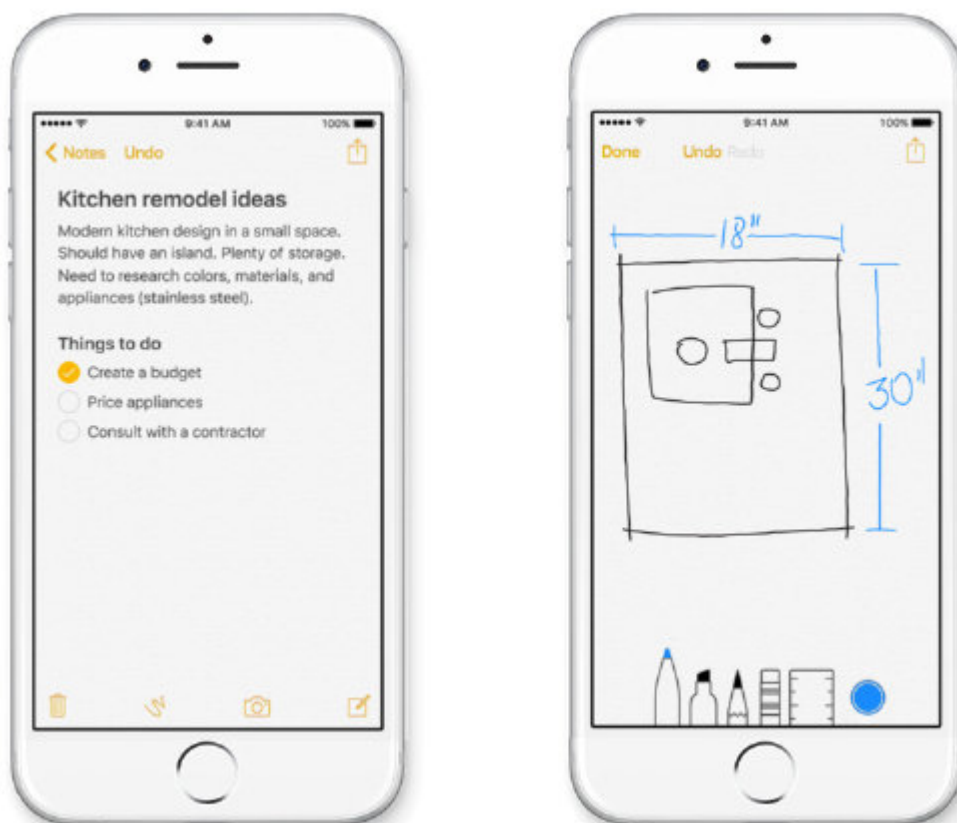 9:41 AM 100%
Notes Undo
Kitchen remodel ideas
Modern kitchen design in a small space.
Should have an island. Plenty of storage.
Need to research colors, materials, and
appliances (stainless steel).
Things to do
Create a budget
Price appliances
Consult with a contractor
9:41 AM 100%
Done Undo Redo
18"
30"